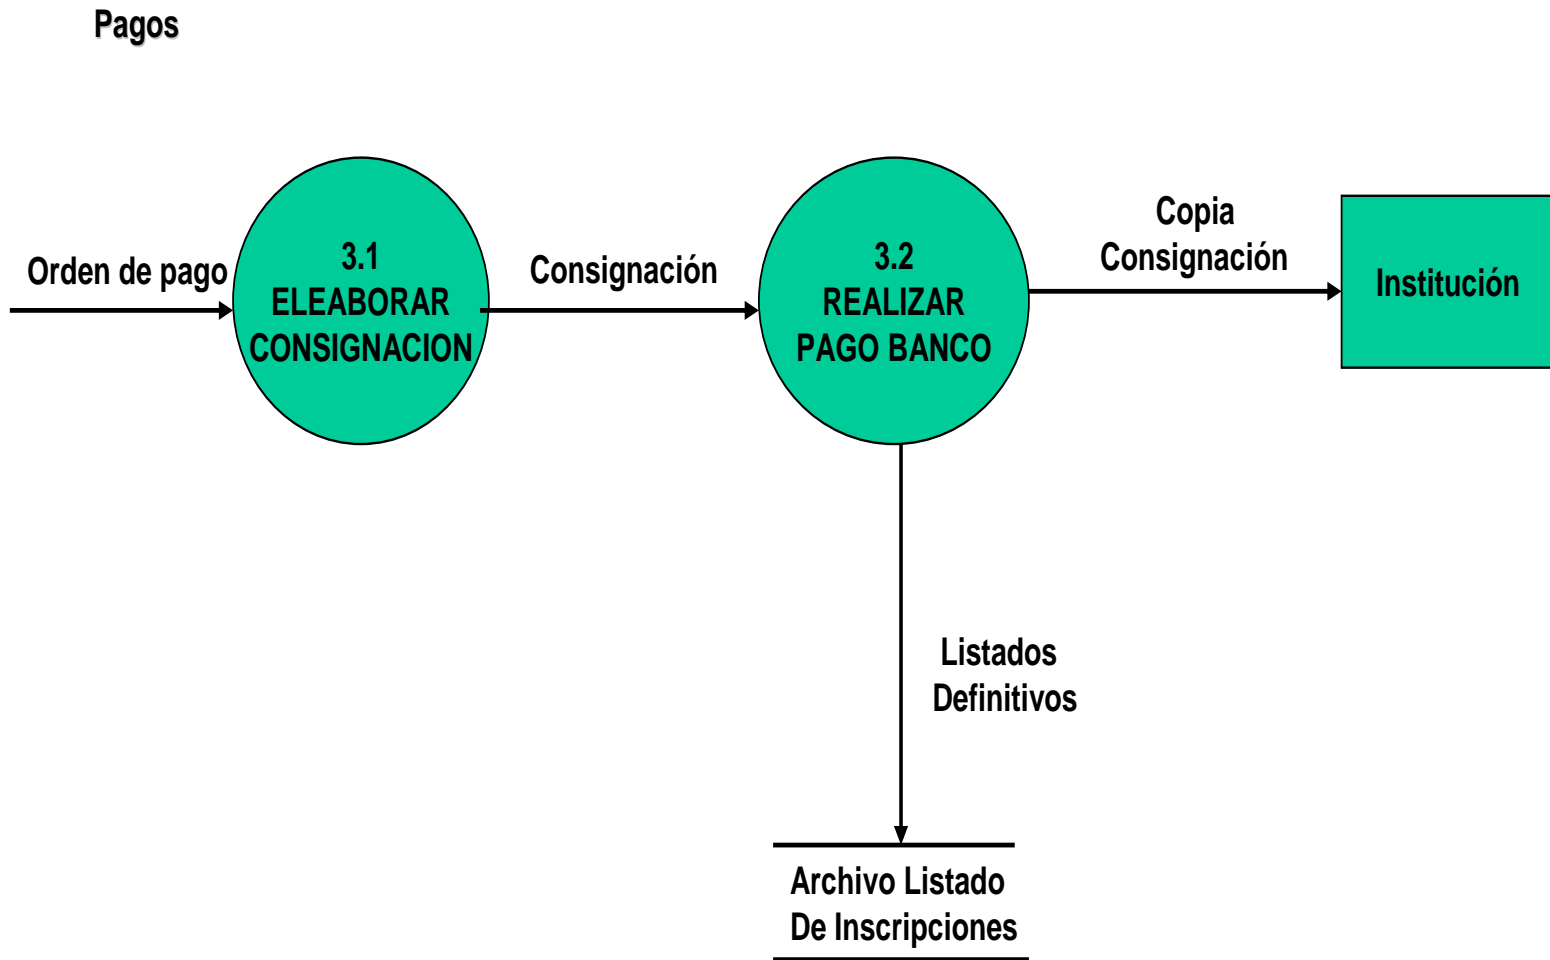 Pagos
Orden de pago
3.1
ELEABORAR
CONSIGNACION
Consignación
3.2
REALIZAR
PAGO BANCO
Copia
Consignación
Institución
Listados
Definitivos
Archivo Listado
De Inscripciones